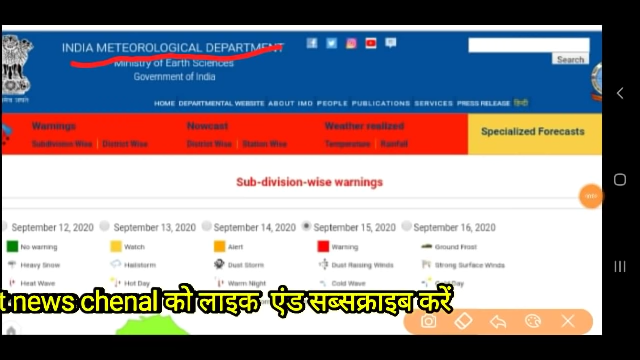 INDIA METEOROLOGICAL DEPARTMENT
Ministry of Earth Sciences
Government of India
Search
HOME DEPARTMENTAL WEBSITE ABOUT IMD PEOPLE PUBLICATIONS SERVICES PRESS RELEASE हिन्दी
Warnings Nowcast Weather realized
Subdivision Wise | District Wise District Wise | Station Wise Temperature | Rainfall
Specialized Forecasts
Sub-division-wise warnings
September 12, 2020 September 13, 2020 September 14, 2020 September 15, 2020 September 16, 2020
No warning Watch Alert Warning Ground Frost
Heavy Snow Hailstorm Dust Storm Dust Raising Winds Strong Surface Winds
Heat Wave Hot Day Warm Night Cold Wave Day
t news chenal को लाइक एंड सब्सक्राइब करें